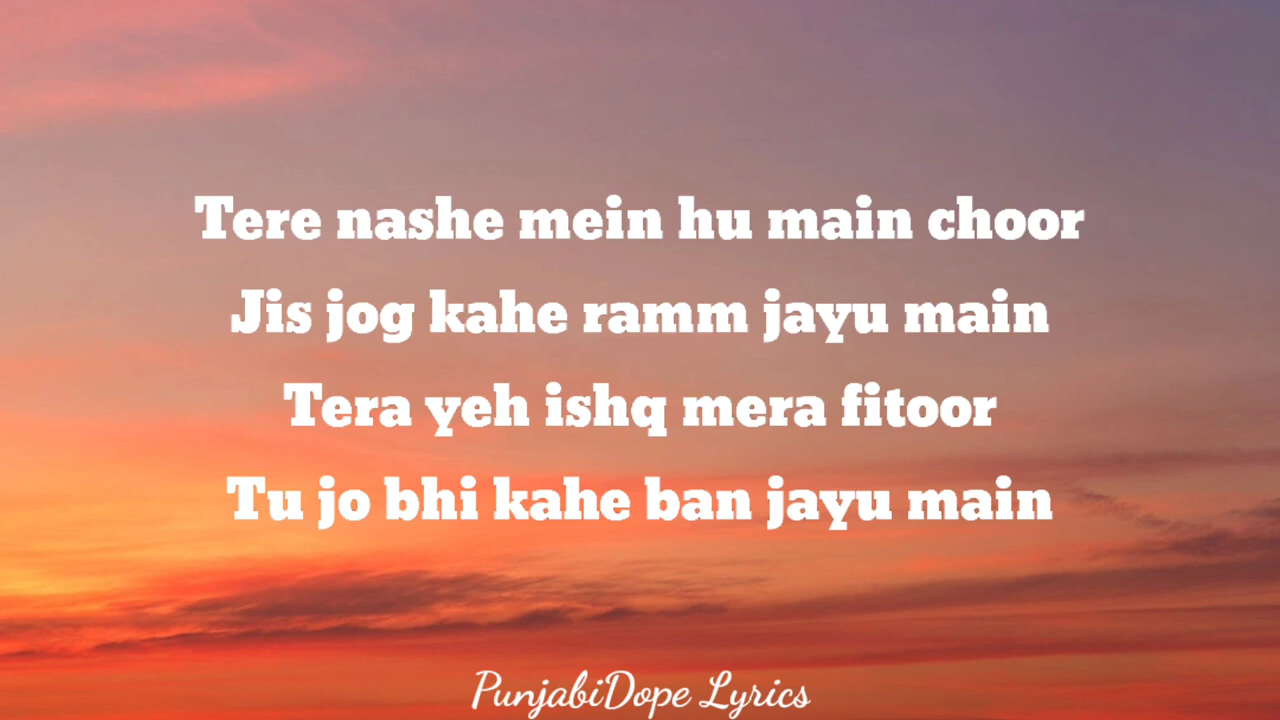 Tere nashe mein hu main choor
Jis jog kahe ramm jayu main
Tera yeh ishq mera fitoor
Tu jo bhi kahe ban jayu main
PunjabiDope Lyrics